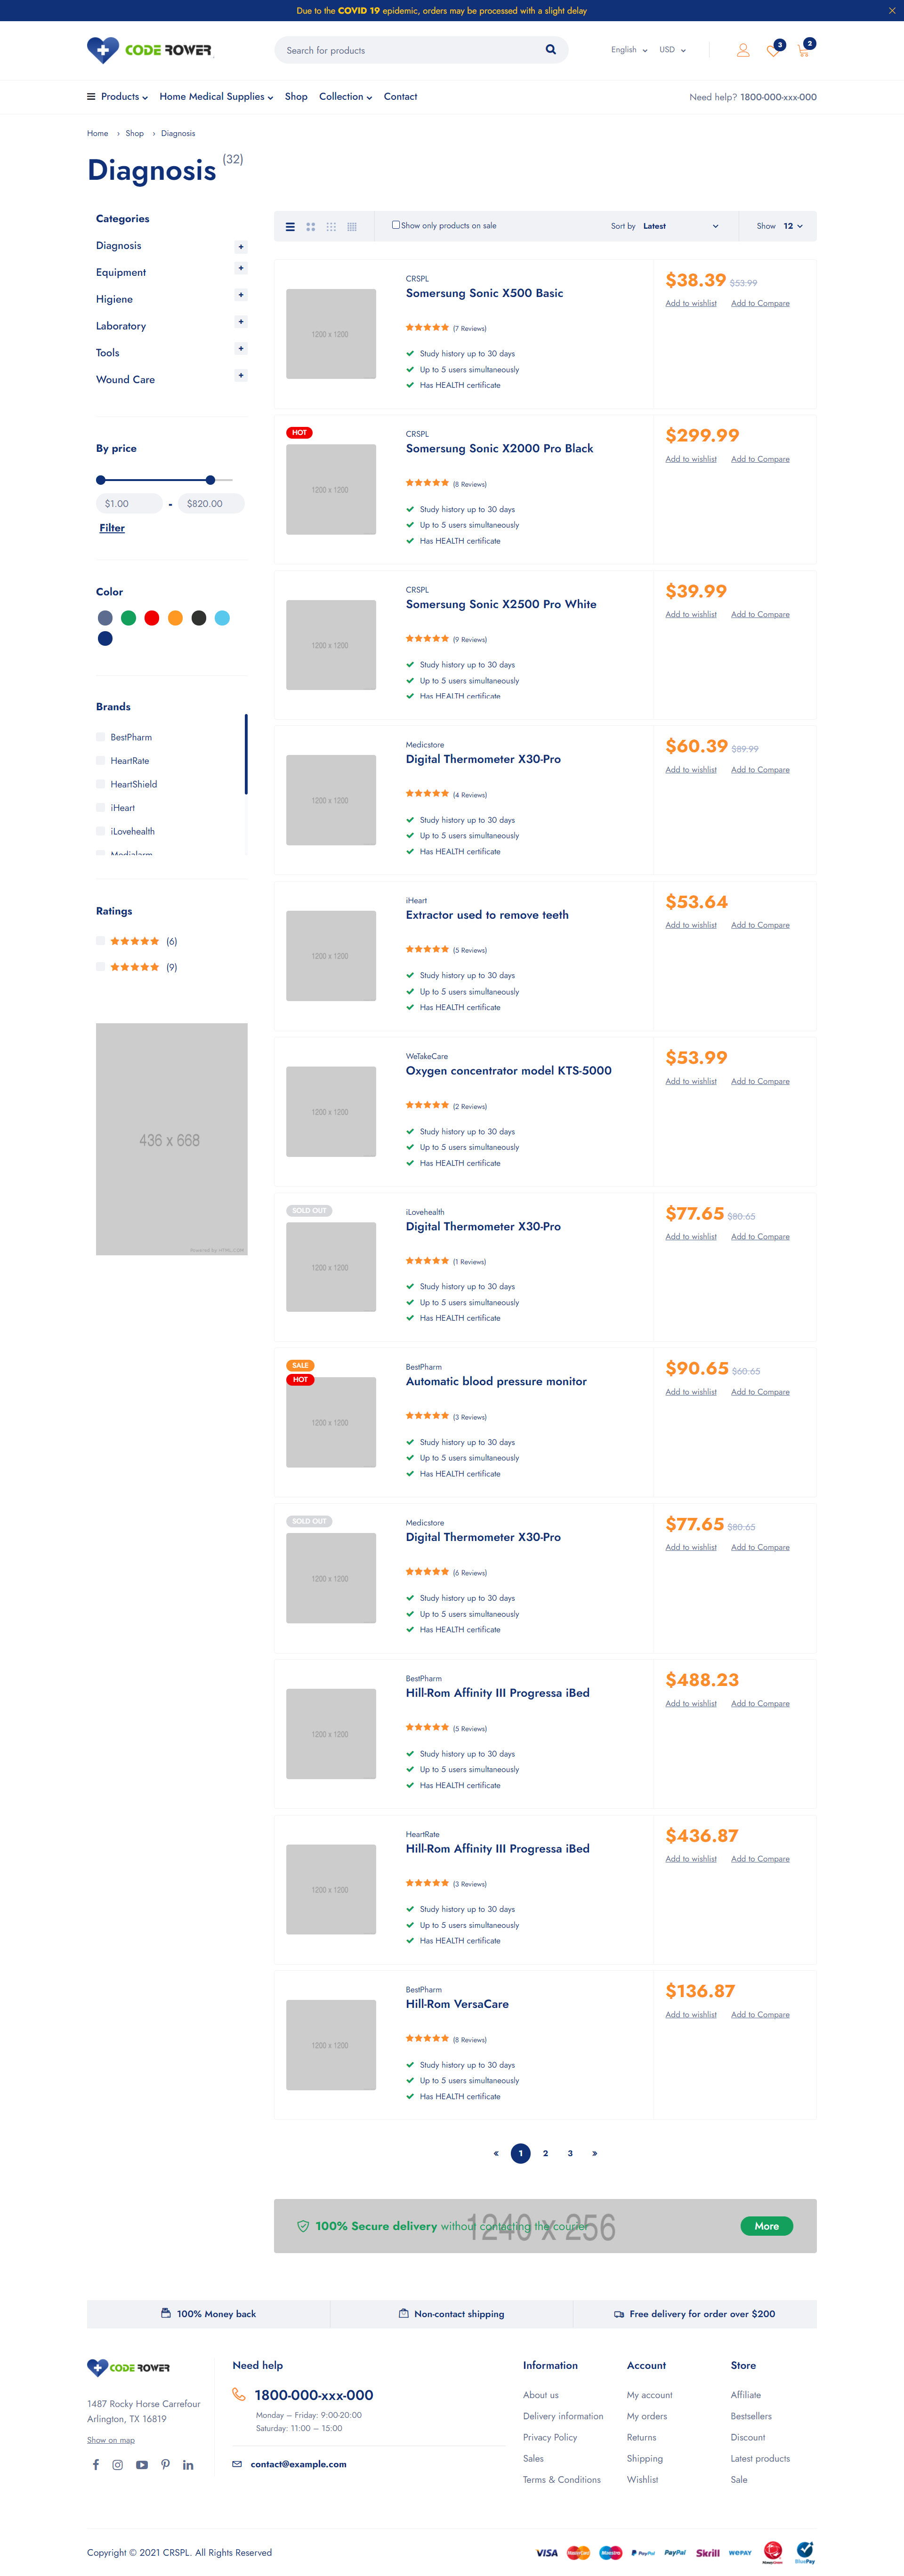 Due to the COVID 19 epidemic, orders may be processed with a slight delay
CODE ROWER
Search for products
English
USD
3
2
Products
Home Medical Supplies
Shop
Collection
Contact
Need help? 1800-000-xxx-000
Home › Shop › Diagnosis
Diagnosis (32)
Categories
Diagnosis +
Equipment +
Higiene +
Laboratory +
Tools +
Wound Care +
By price
$1.00 - $820.00
Filter
Color
Brands
BestPharm
HeartRate
HeartShield
iHeart
iLovehealth
Medialarm
Ratings
(6)
(9)
436 x 668
Powered by HTML.COM
Show only products on sale
Sort by Latest
Show 12
1200 x 1200
CRSPL
Somersung Sonic X500 Basic
(7 Reviews)
Study history up to 30 days
Up to 5 users simultaneously
Has HEALTH certificate
$38.39 $53.99
Add to wishlist Add to Compare
HOT
1200 x 1200
CRSPL
Somersung Sonic X2000 Pro Black
(8 Reviews)
Study history up to 30 days
Up to 5 users simultaneously
Has HEALTH certificate
$299.99
Add to wishlist Add to Compare
1200 x 1200
CRSPL
Somersung Sonic X2500 Pro White
(9 Reviews)
Study history up to 30 days
Up to 5 users simultaneously
Has HEALTH certificate
$39.99
Add to wishlist Add to Compare
1200 x 1200
Medicstore
Digital Thermometer X30-Pro
(4 Reviews)
Study history up to 30 days
Up to 5 users simultaneously
Has HEALTH certificate
$60.39 $89.99
Add to wishlist Add to Compare
1200 x 1200
iHeart
Extractor used to remove teeth
(5 Reviews)
Study history up to 30 days
Up to 5 users simultaneously
Has HEALTH certificate
$53.64
Add to wishlist Add to Compare
1200 x 1200
WeTakeCare
Oxygen concentrator model KTS-5000
(2 Reviews)
Study history up to 30 days
Up to 5 users simultaneously
Has HEALTH certificate
$53.99
Add to wishlist Add to Compare
SOLD OUT
1200 x 1200
iLovehealth
Digital Thermometer X30-Pro
(1 Reviews)
Study history up to 30 days
Up to 5 users simultaneously
Has HEALTH certificate
$77.65 $80.65
Add to wishlist Add to Compare
SALE
HOT
1200 x 1200
BestPharm
Automatic blood pressure monitor
(3 Reviews)
Study history up to 30 days
Up to 5 users simultaneously
Has HEALTH certificate
$90.65 $60.65
Add to wishlist Add to Compare
SOLD OUT
1200 x 1200
Medicstore
Digital Thermometer X30-Pro
(6 Reviews)
Study history up to 30 days
Up to 5 users simultaneously
Has HEALTH certificate
$77.65 $80.65
Add to wishlist Add to Compare
1200 x 1200
BestPharm
Hill-Rom Affinity III Progressa iBed
(5 Reviews)
Study history up to 30 days
Up to 5 users simultaneously
Has HEALTH certificate
$488.23
Add to wishlist Add to Compare
1200 x 1200
HeartRate
Hill-Rom Affinity III Progressa iBed
(3 Reviews)
Study history up to 30 days
Up to 5 users simultaneously
Has HEALTH certificate
$436.87
Add to wishlist Add to Compare
1200 x 1200
BestPharm
Hill-Rom VersaCare
(8 Reviews)
Study history up to 30 days
Up to 5 users simultaneously
Has HEALTH certificate
$136.87
Add to wishlist Add to Compare
« 1 2 3 »
100% Secure delivery without contacting the courier
1240 x 256
More
100% Money back
Non-contact shipping
Free delivery for order over $200
CODE ROWER
1487 Rocky Horse Carrefour
Arlington, TX 16819
Show on map
Need help
1800-000-xxx-000
Monday – Friday: 9:00-20:00
Saturday: 11:00 – 15:00
contact@example.com
Information
About us
Delivery information
Privacy Policy
Sales
Terms & Conditions
Account
My account
My orders
Returns
Shipping
Wishlist
Store
Affiliate
Bestsellers
Discount
Latest products
Sale
Copyright © 2021 CRSPL. All Rights Reserved
VISA MasterCard Maestro PayPal PayPal Skrill WePay BluePay